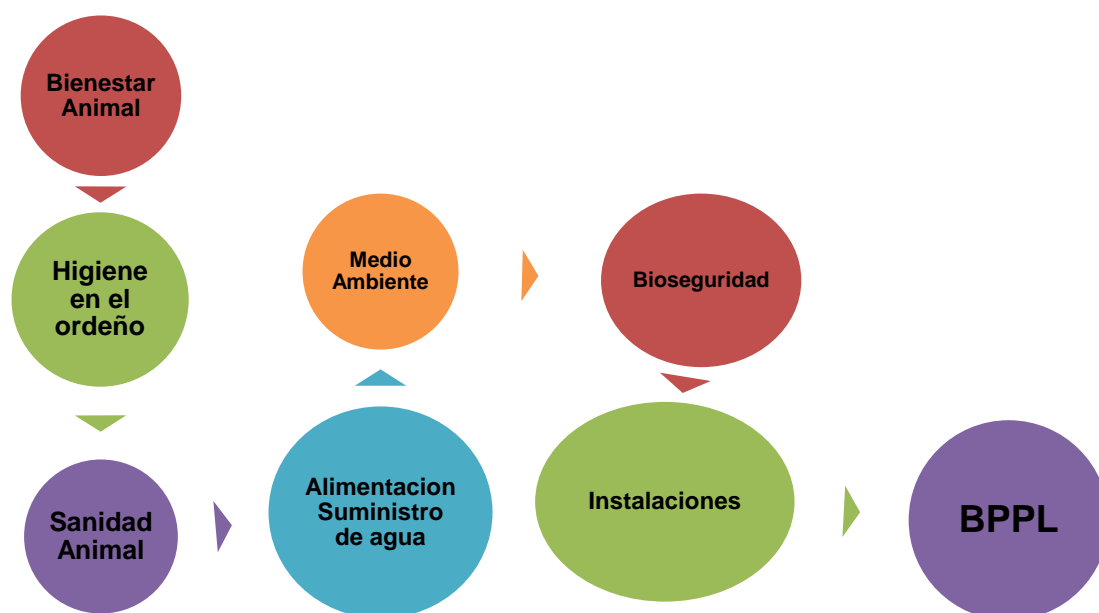 Bienestar
Animal
Higiene
en el
ordeño
Sanidad
Animal
Alimentacion
Suministro
de agua
Medio
Ambiente
Bioseguridad
Instalaciones
BPPL